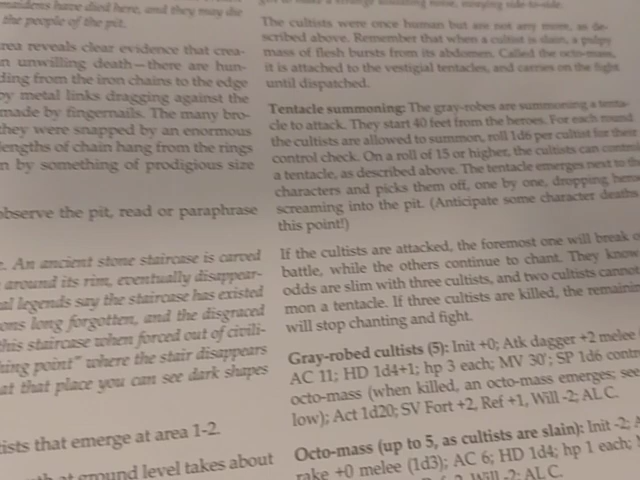 maidens have died here, and they may die
the people of the pit.
area reveals clear evidence that crea-
n unwilling death—there are hun-
ding from the iron chains to the edge
by metal links dragging against the
made by fingernails. The many bro-
they were snapped by an enormous
lengths of chain hang from the rings
n by something of prodigious size
observe the pit, read or paraphrase
e. An ancient stone staircase is carved
around its rim, eventually disappear-
al legends say the staircase has existed
ons long forgotten, and the disgraced
this staircase when forced out of civili-
ing point" where the stair disappears
at that place you can see dark shapes
tists that emerge at area 1-2.
at ground level takes about
side-to-side.
The cultists were once human but are not any more, as de-
scribed above. Remember that when a cultist is slain, a pulpy
mass of flesh bursts from its abdomen. Called the octo-mass,
it is attached to the vestigial tentacles, and carries on the fight
until dispatched.
Tentacle summoning: The gray-robes are summoning a tenta-
cle to attack. They start 40 feet from the heroes. For each round
the cultists are allowed to summon, roll 1d6 per cultist for their
control check. On a roll of 15 or higher, the cultists can control
a tentacle, as described above. The tentacle emerges next to the
characters and picks them off, one by one, dropping hero
screaming into the pit. (Anticipate some character deaths
this point!)
If the cultists are attacked, the foremost one will break o
battle, while the others continue to chant. They know
odds are slim with three cultists, and two cultists cannot
mon a tentacle. If three cultists are killed, the remainin
will stop chanting and fight.
Gray-robed cultists (5): Init +0; Atk dagger +2 melee
AC 11; HD 1d4+1; hp 3 each; MV 30'; SP 1d6 contr
octo-mass (when killed, an octo-mass emerges; see
low); Act 1d20; SV Fort +2, Ref +1, Will -2; AL C.
Octo-mass (up to 5, as cultists are slain): Init -2; A
rake +0 melee (1d3); AC 6; HD 1d4; hp 1 each;
Will -2; AL C.